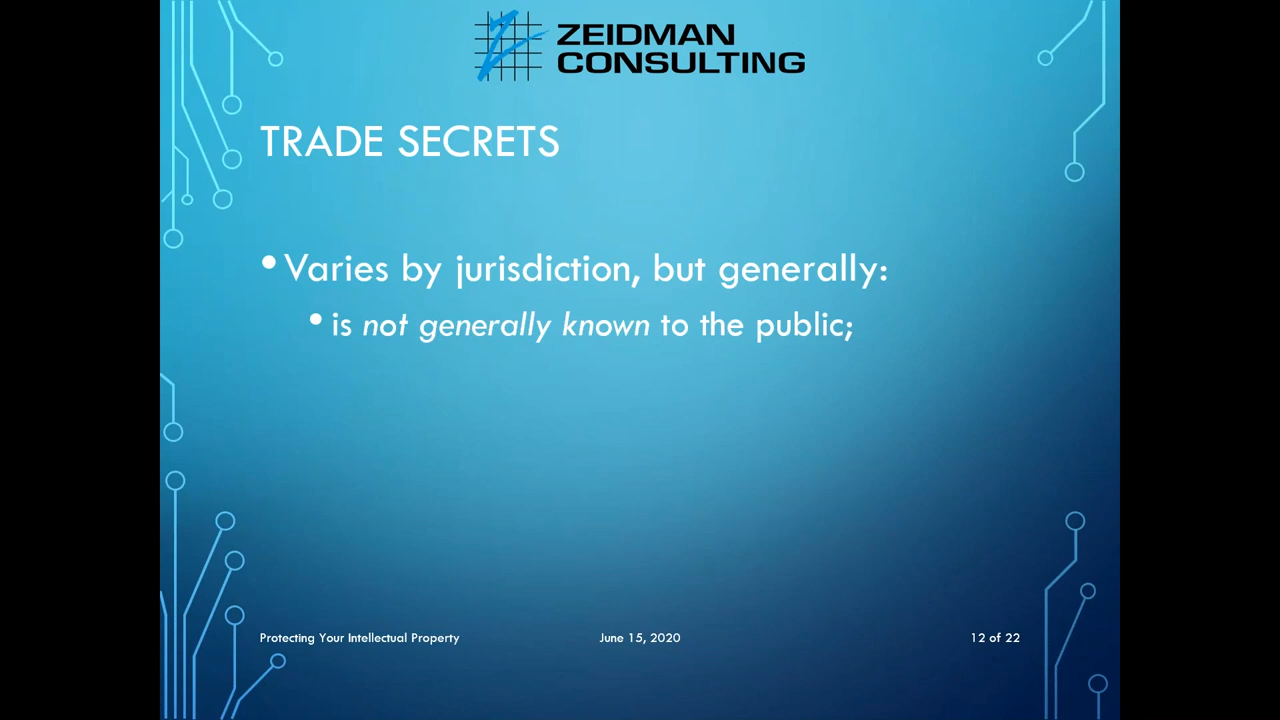 ZEIDMAN
CONSULTING
TRADE SECRETS
• Varies by jurisdiction, but generally:
• is not generally known to the public;
Protecting Your Intellectual Property
June 15, 2020
12 of 22